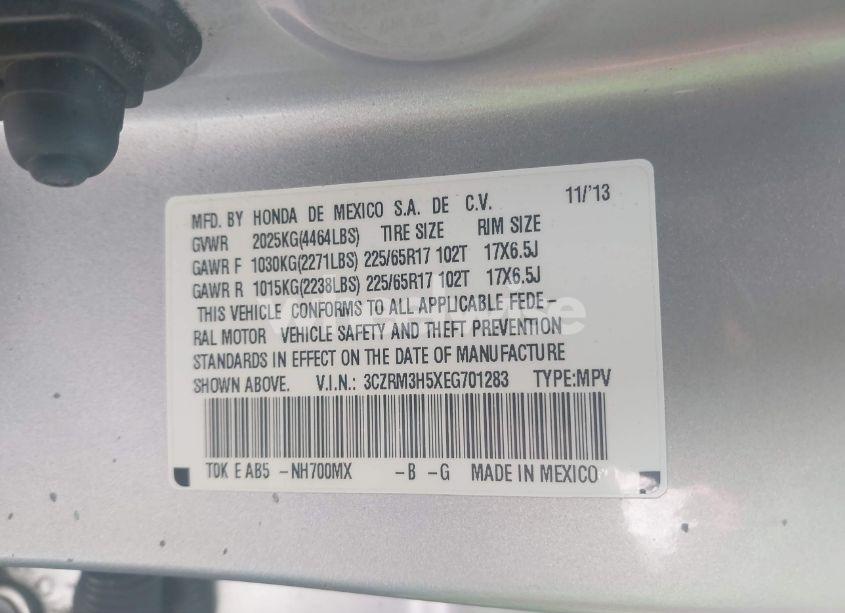 MFD. BY HONDA DE MEXICO S.A. DE C.V. 11/'13
GVWR 2025KG(4464LBS) TIRE SIZE RIM SIZE
GAWR F 1030KG(2271LBS) 225/65R17 102T 17X6.5J
GAWR R 1015KG(2238LBS) 225/65R17 102T 17X6.5J
THIS VEHICLE CONFORMS TO ALL APPLICABLE FEDE-
RAL MOTOR VEHICLE SAFETY AND THEFT PREVENTION
STANDARDS IN EFFECT ON THE DATE OF MANUFACTURE
SHOWN ABOVE. V.I.N.: 3CZRM3H5XEG701283 TYPE:MPV
T0K E AB5 -NH700MX -B -G MADE IN MEXICO